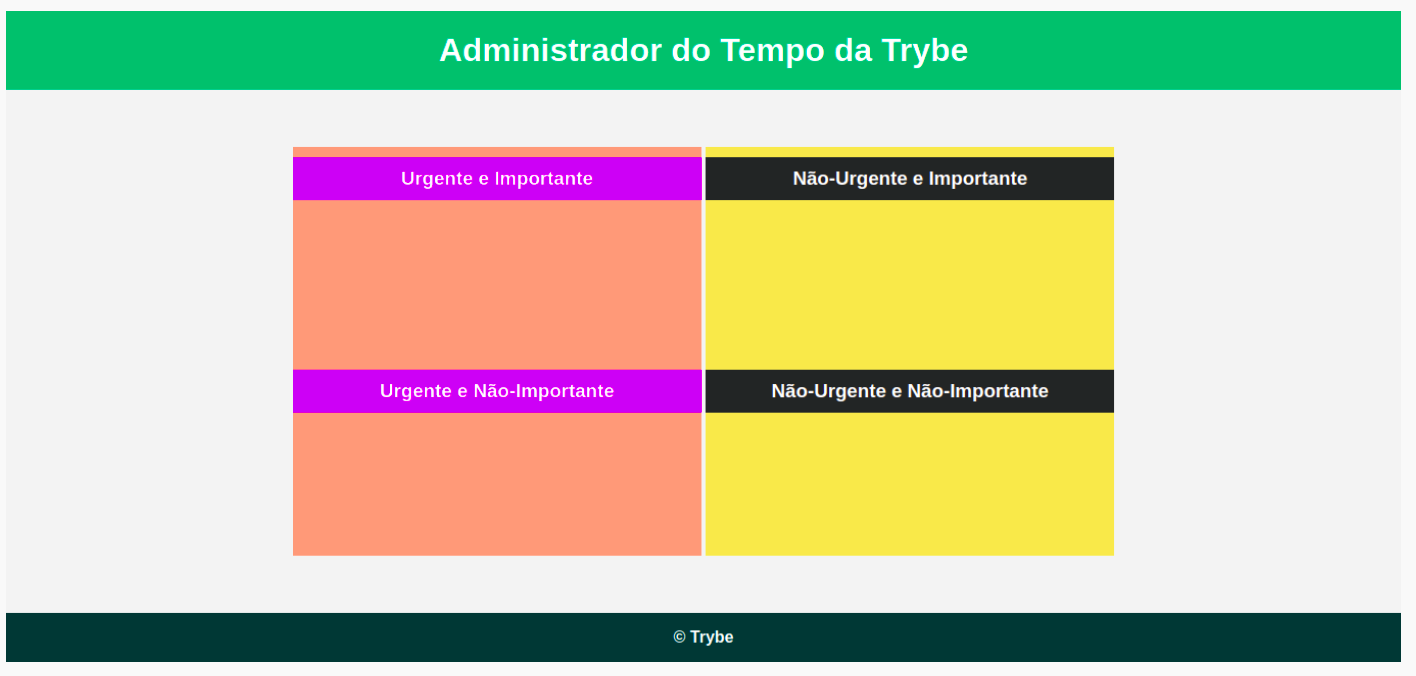 Administrador do Tempo da Trybe
Urgente e Importante
Não-Urgente e Importante
Urgente e Não-Importante
Não-Urgente e Não-Importante
© Trybe